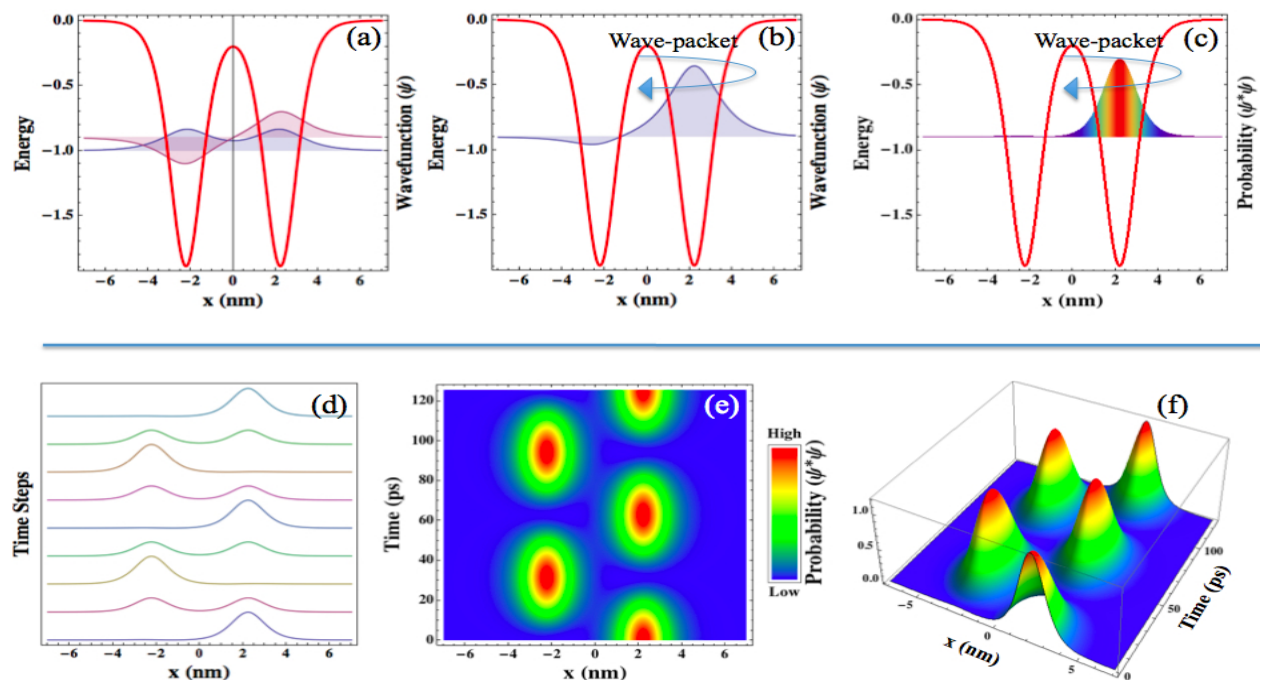 (a)
0.0
−0.5
−1.0
−1.5
Energy
Wavefunction (ψ)
−6 −4 −2 0 2 4 6
x (nm)
(b)
Wave-packet
0.0
−0.5
−1.0
−1.5
Energy
Wavefunction (ψ)
−6 −4 −2 0 2 4 6
x (nm)
(c)
Wave-packet
0.0
−0.5
−1.0
−1.5
Energy
Probability (ψ*ψ)
−6 −4 −2 0 2 4 6
x (nm)
(d)
Time Steps
−6 −4 −2 0 2 4 6
x (nm)
(e)
120
100
80
60
40
20
0
Time (ps)
−6 −4 −2 0 2 4 6
x (nm)
High
Low
Probability (ψ*ψ)
(f)
1.0
0.5
0.0
−5
0
5
x (nm)
0
50
100
Time (ps)